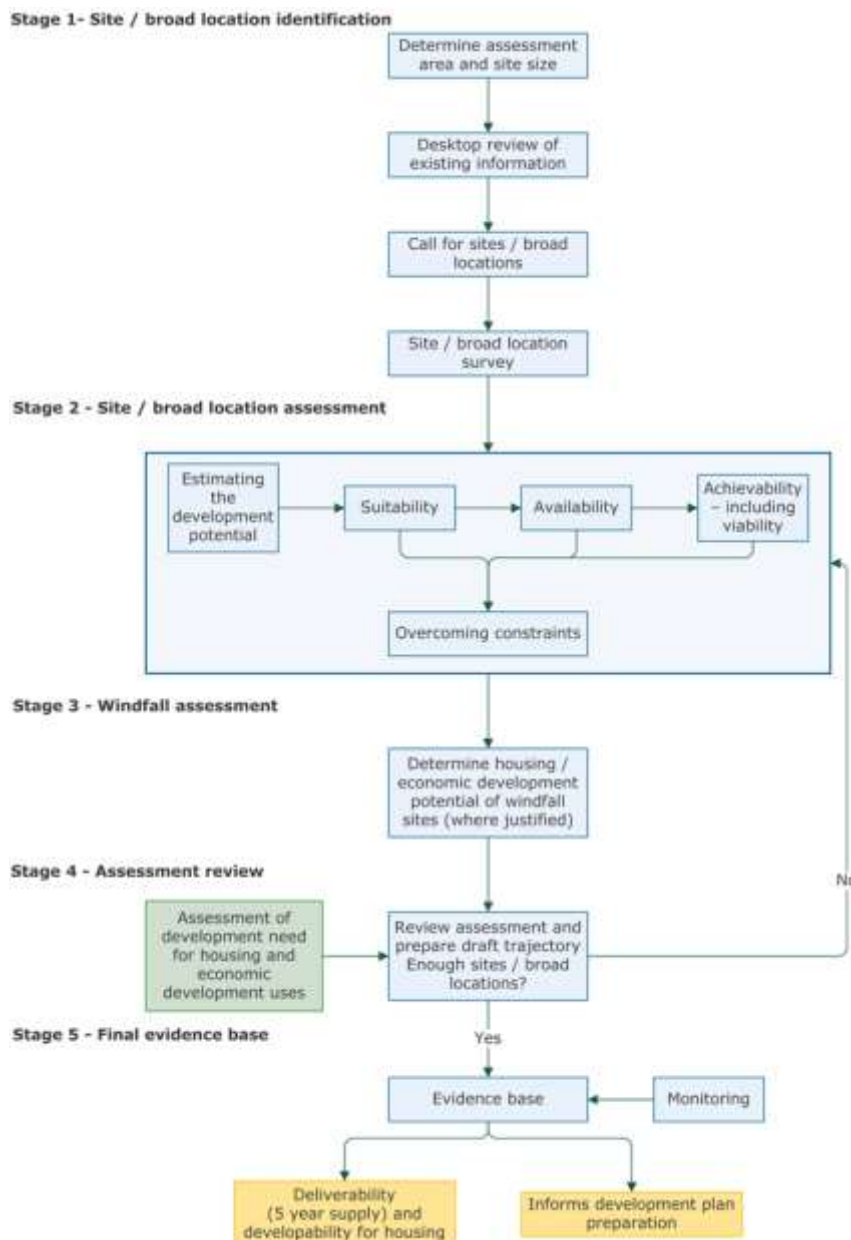 Stage 1- Site / broad location identification
Determine assessment
area and site size
Desktop review of
existing information
Call for sites / broad
locations
Site / broad location
survey
Stage 2 - Site / broad location assessment
Estimating
the
development
potential
Suitability
Availability
Achievability
– including
viability
Overcoming constraints
Stage 3 - Windfall assessment
Determine housing /
economic development
potential of windfall
sites (where justified)
Stage 4 - Assessment review
Assessment of
development need
for housing and
economic
development uses
Review assessment and
prepare draft trajectory
Enough sites / broad
locations?
Stage 5 - Final evidence base
Yes
Evidence base
Monitoring
Deliverability
(5 year supply) and
developability for housing
Informs development plan
preparation